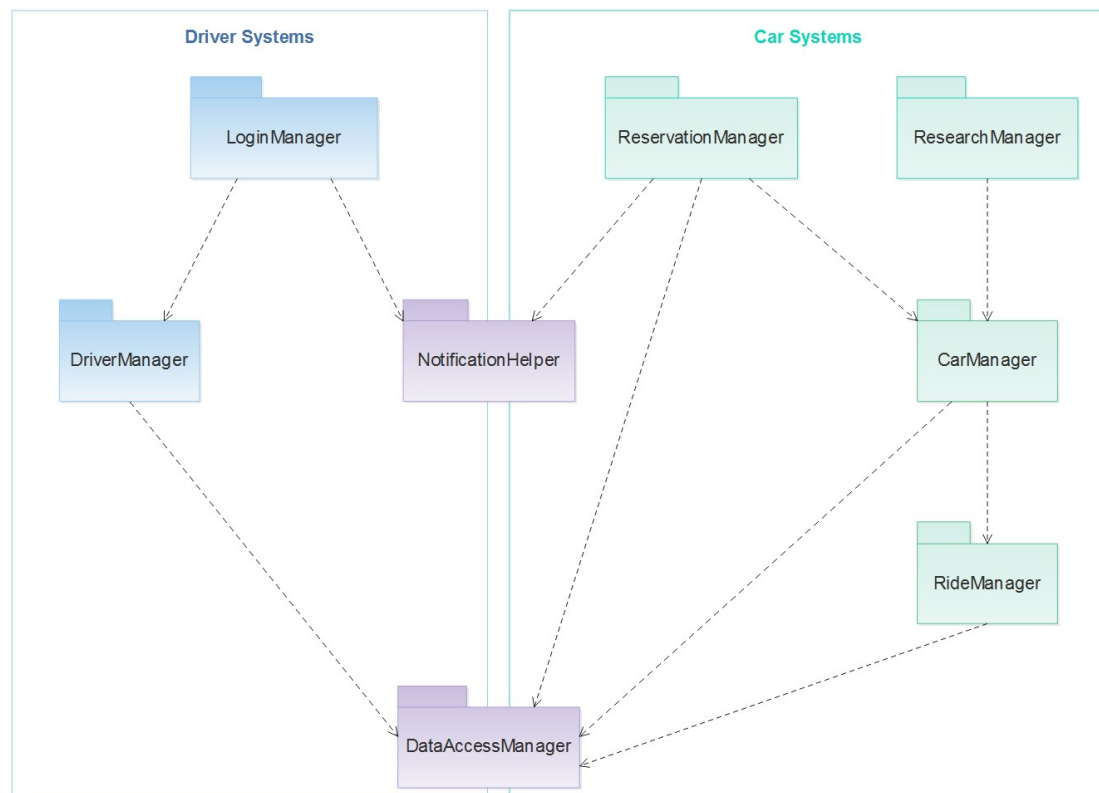 Driver Systems
Car Systems
LoginManager
ReservationManager
ResearchManager
DriverManager
NotificationHelper
CarManager
RideManager
DataAccessManager